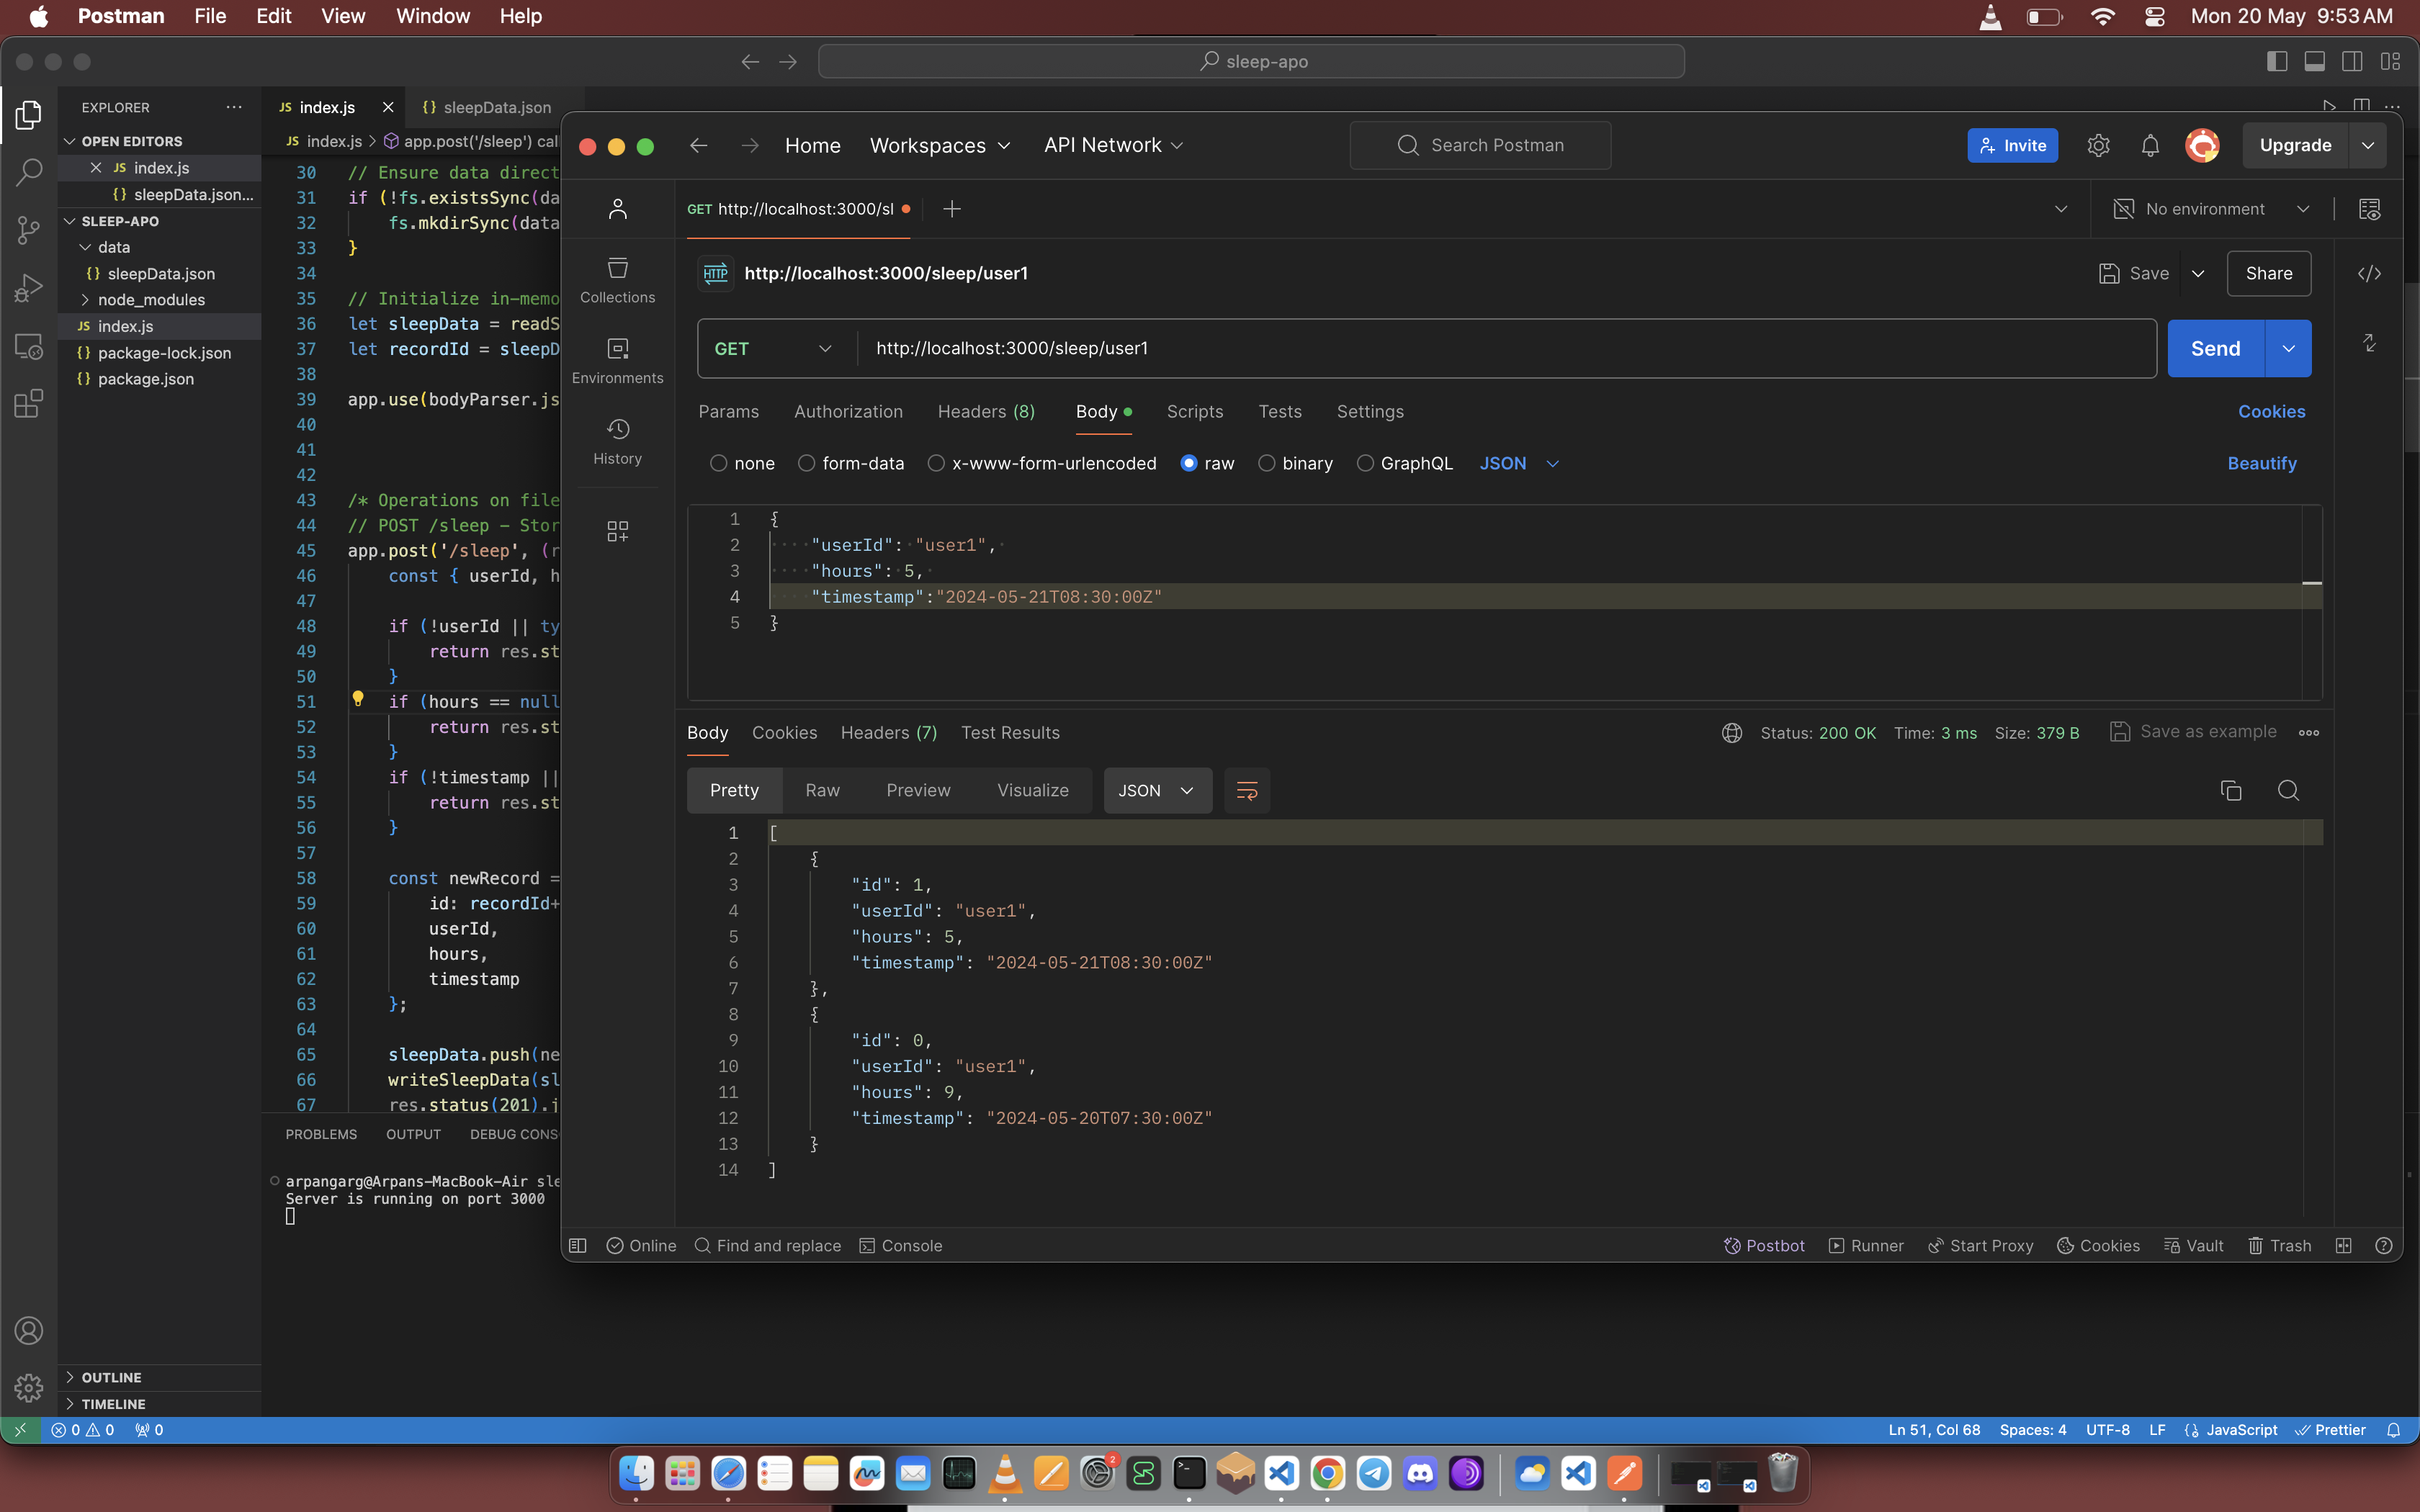 Postman File Edit View Window Help
Mon 20 May 9:53 AM
sleep-apo
EXPLORER
OPEN EDITORS
JS index.js
{} sleepData.json...
SLEEP-APO
data
{} sleepData.json
node_modules
JS index.js
{} package-lock.json
{} package.json
OUTLINE
TIMELINE
JS index.js
{} sleepData.json
JS index.js > app.post('/sleep') cal
30 // Ensure data direct
31 if (!fs.existsSync(da
32 fs.mkdirSync(data
33 }
34
35 // Initialize in-memo
36 let sleepData = readS
37 let recordId = sleepD
38
39 app.use(bodyParser.js
40
41
42
43 /* Operations on file
44 // POST /sleep - Stor
45 app.post('/sleep', (r
46 const { userId, h
47
48 if (!userId || ty
49 return res.st
50 }
51 if (hours == null
52 return res.st
53 }
54 if (!timestamp ||
55 return res.st
56 }
57
58 const newRecord =
59 id: recordId+
60 userId,
61 hours,
62 timestamp
63 };
64
65 sleepData.push(ne
66 writeSleepData(sl
67 res.status(201).j
PROBLEMS OUTPUT DEBUG CONS
arpangarg@Arpans-MacBook-Air sle
Server is running on port 3000
Home Workspaces API Network
Search Postman
Invite
Upgrade
GET http://localhost:3000/sl
No environment
Collections
Environments
History
HTTP http://localhost:3000/sleep/user1
Save
Share
GET http://localhost:3000/sleep/user1
Send
Params Authorization Headers (8) Body Scripts Tests Settings
Cookies
none form-data x-www-form-urlencoded raw binary GraphQL JSON
Beautify
1 {
2 "userId": "user1",
3 "hours": 5,
4 "timestamp":"2024-05-21T08:30:00Z"
5 }
Body Cookies Headers (7) Test Results
Status: 200 OK Time: 3 ms Size: 379 B
Save as example
Pretty Raw Preview Visualize JSON
1 [
2 {
3 "id": 1,
4 "userId": "user1",
5 "hours": 5,
6 "timestamp": "2024-05-21T08:30:00Z"
7 },
8 {
9 "id": 0,
10 "userId": "user1",
11 "hours": 9,
12 "timestamp": "2024-05-20T07:30:00Z"
13 }
14 ]
Online Find and replace Console
Postbot Runner Start Proxy Cookies Vault Trash
0 0 0
Ln 51, Col 68 Spaces: 4 UTF-8 LF {} JavaScript Prettier
2